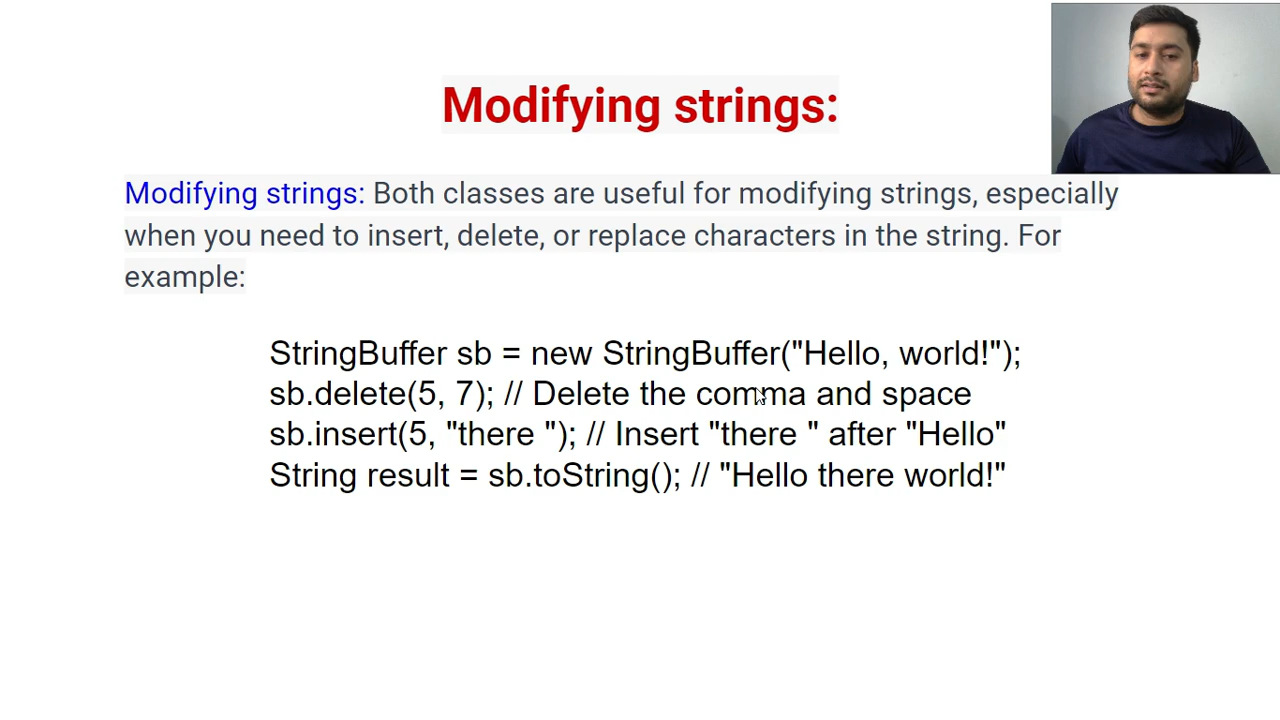 Modifying strings:
Modifying strings: Both classes are useful for modifying strings, especially
when you need to insert, delete, or replace characters in the string. For
example:
StringBuffer sb = new StringBuffer("Hello, world!");
sb.delete(5, 7); // Delete the comma and space
sb.insert(5, "there "); // Insert "there " after "Hello"
String result = sb.toString(); // "Hello there world!"